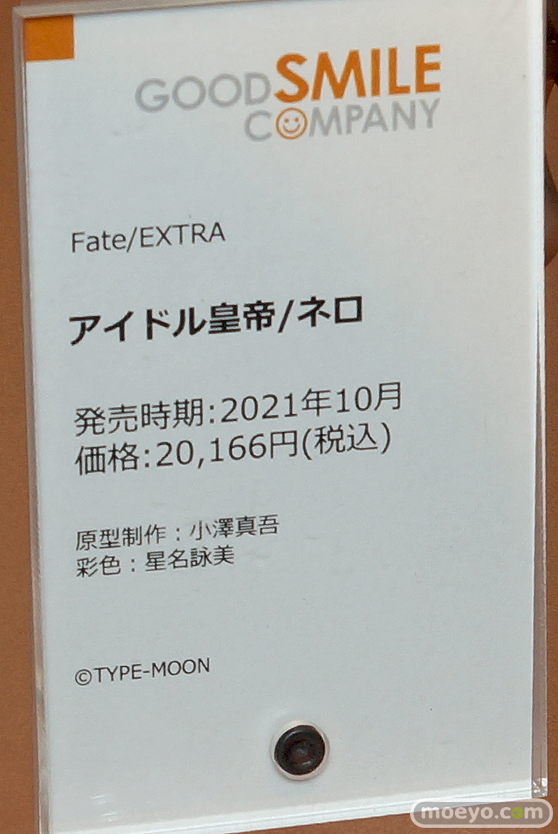 GOOD SMILE
COMPANY
Fate/EXTRA
アイドル皇帝/ネロ
発売時期:2021年10月
価格:20,166円(税込)
原型制作：小澤真吾
彩色：星名詠美
©TYPE-MOON
moeyo.com